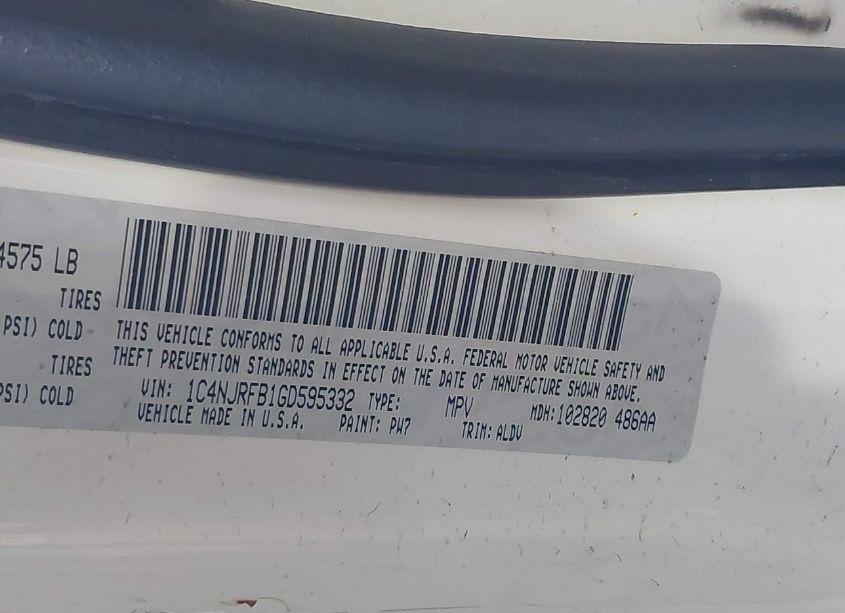 4575 LB
TIRES
PSI) COLD
TIRES
PSI) COLD
THIS VEHICLE CONFORMS TO ALL APPLICABLE U.S.A. FEDERAL MOTOR VEHICLE SAFETY AND
THEFT PREVENTION STANDARDS IN EFFECT ON THE DATE OF MANUFACTURE SHOWN ABOVE.
VIN: 1C4NJRFB1GD595332 TYPE: MPV MDH:102820 486AA
VEHICLE MADE IN U.S.A. PAINT: PW7 TRIM: ALDV